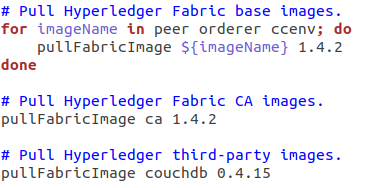 # Pull Hyperledger Fabric base images.
for imageName in peer orderer ccenv; do
    pullFabricImage ${imageName} 1.4.2
done

# Pull Hyperledger Fabric CA images.
pullFabricImage ca 1.4.2

# Pull Hyperledger third-party images.
pullFabricImage couchdb 0.4.15